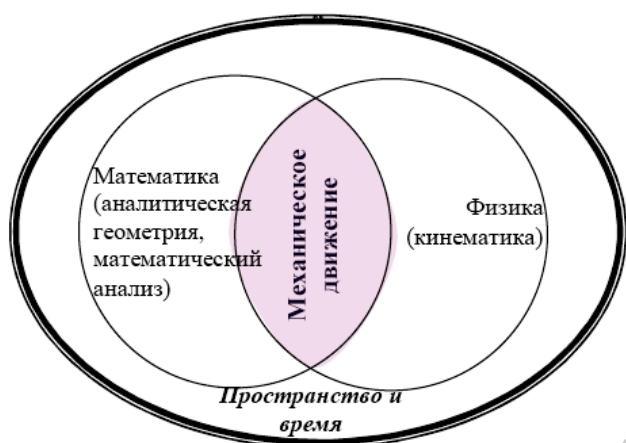 Математика
(аналитическая
геометрия,
математический
анализ)
Механическое
движение
Физика
(кинематика)
Пространство и
время